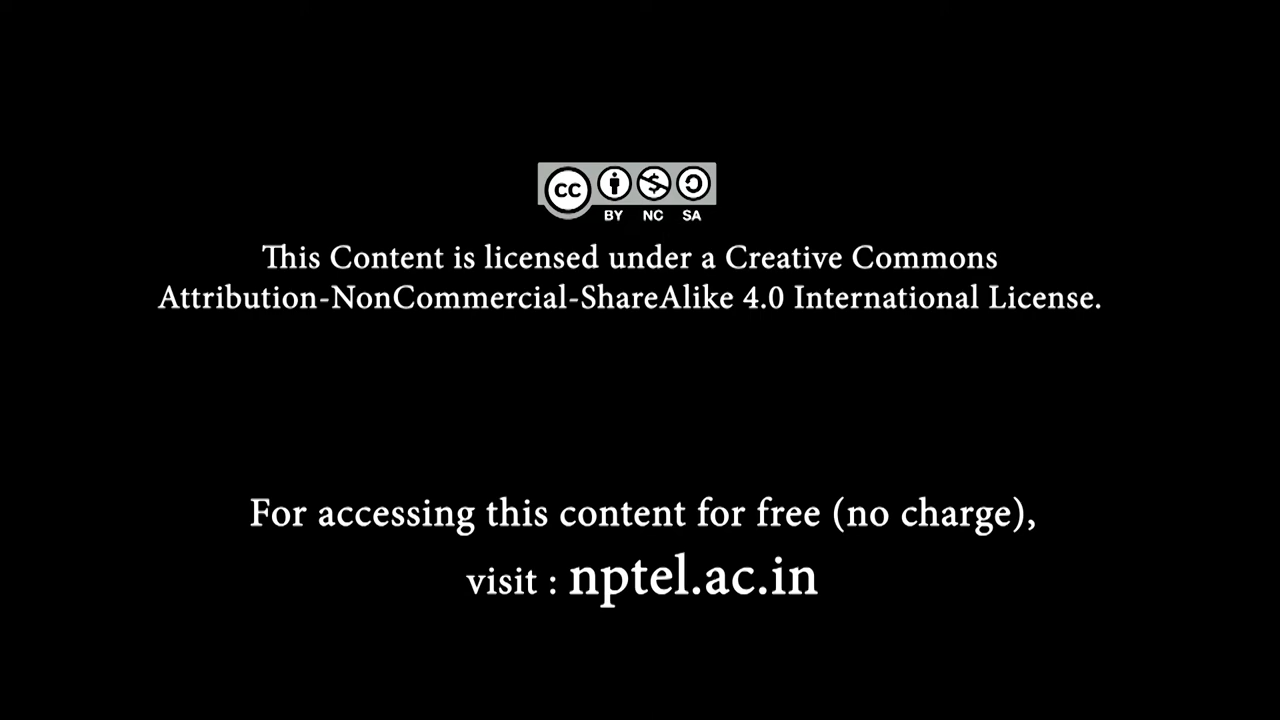 CC BY NC SA
This Content is licensed under a Creative Commons
Attribution-NonCommercial-ShareAlike 4.0 International License.
For accessing this content for free (no charge),
visit : nptel.ac.in